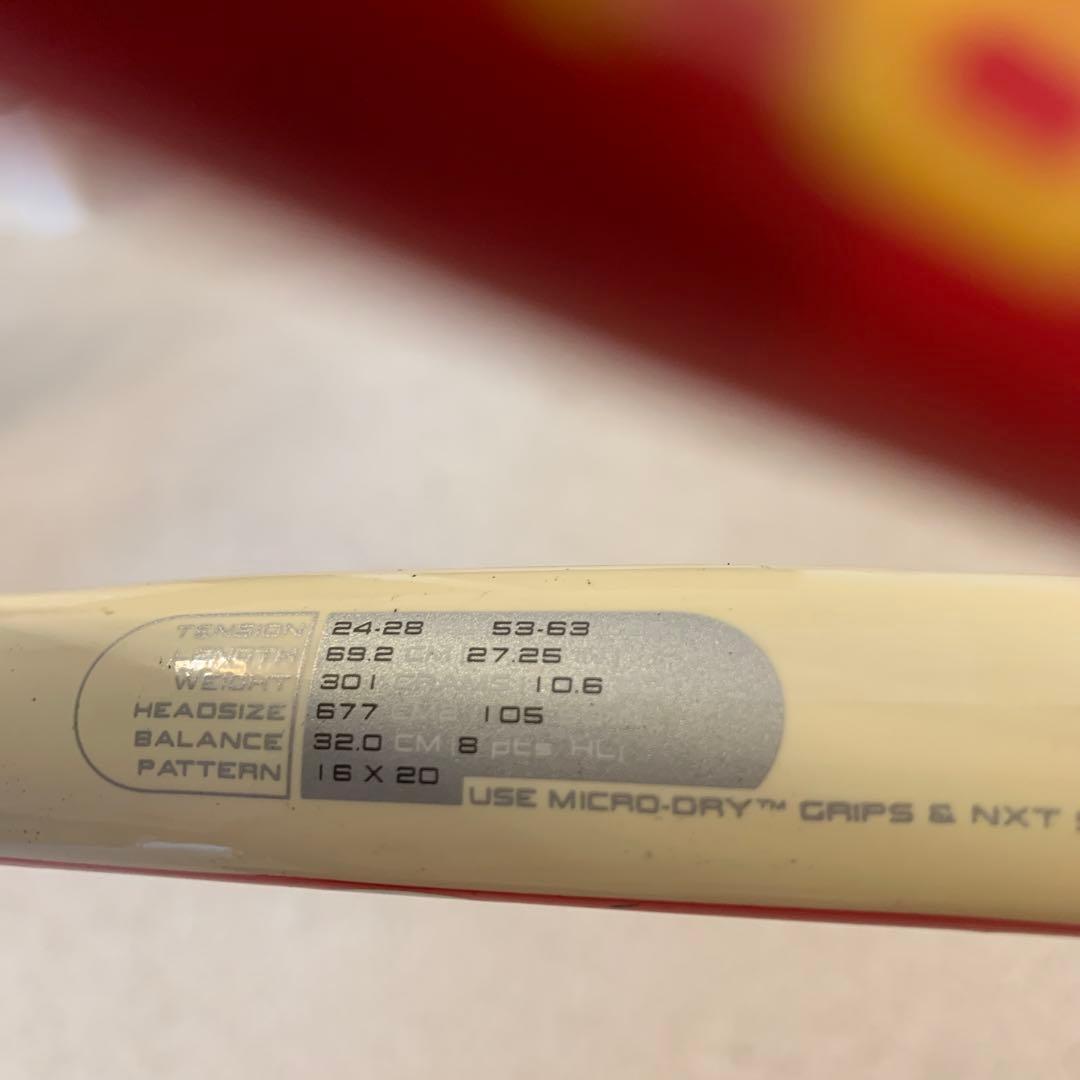 TENSION 24-28 53-63
LENGTH 69.2 CM [27.25
WEIGHT 301 10.6
HEADSIZE 677 CM2 105
BALANCE 32.0 CM [8 pts HL]
PATTERN 16 X 20
USE MICRO-DRY™ GRIPS & NXT